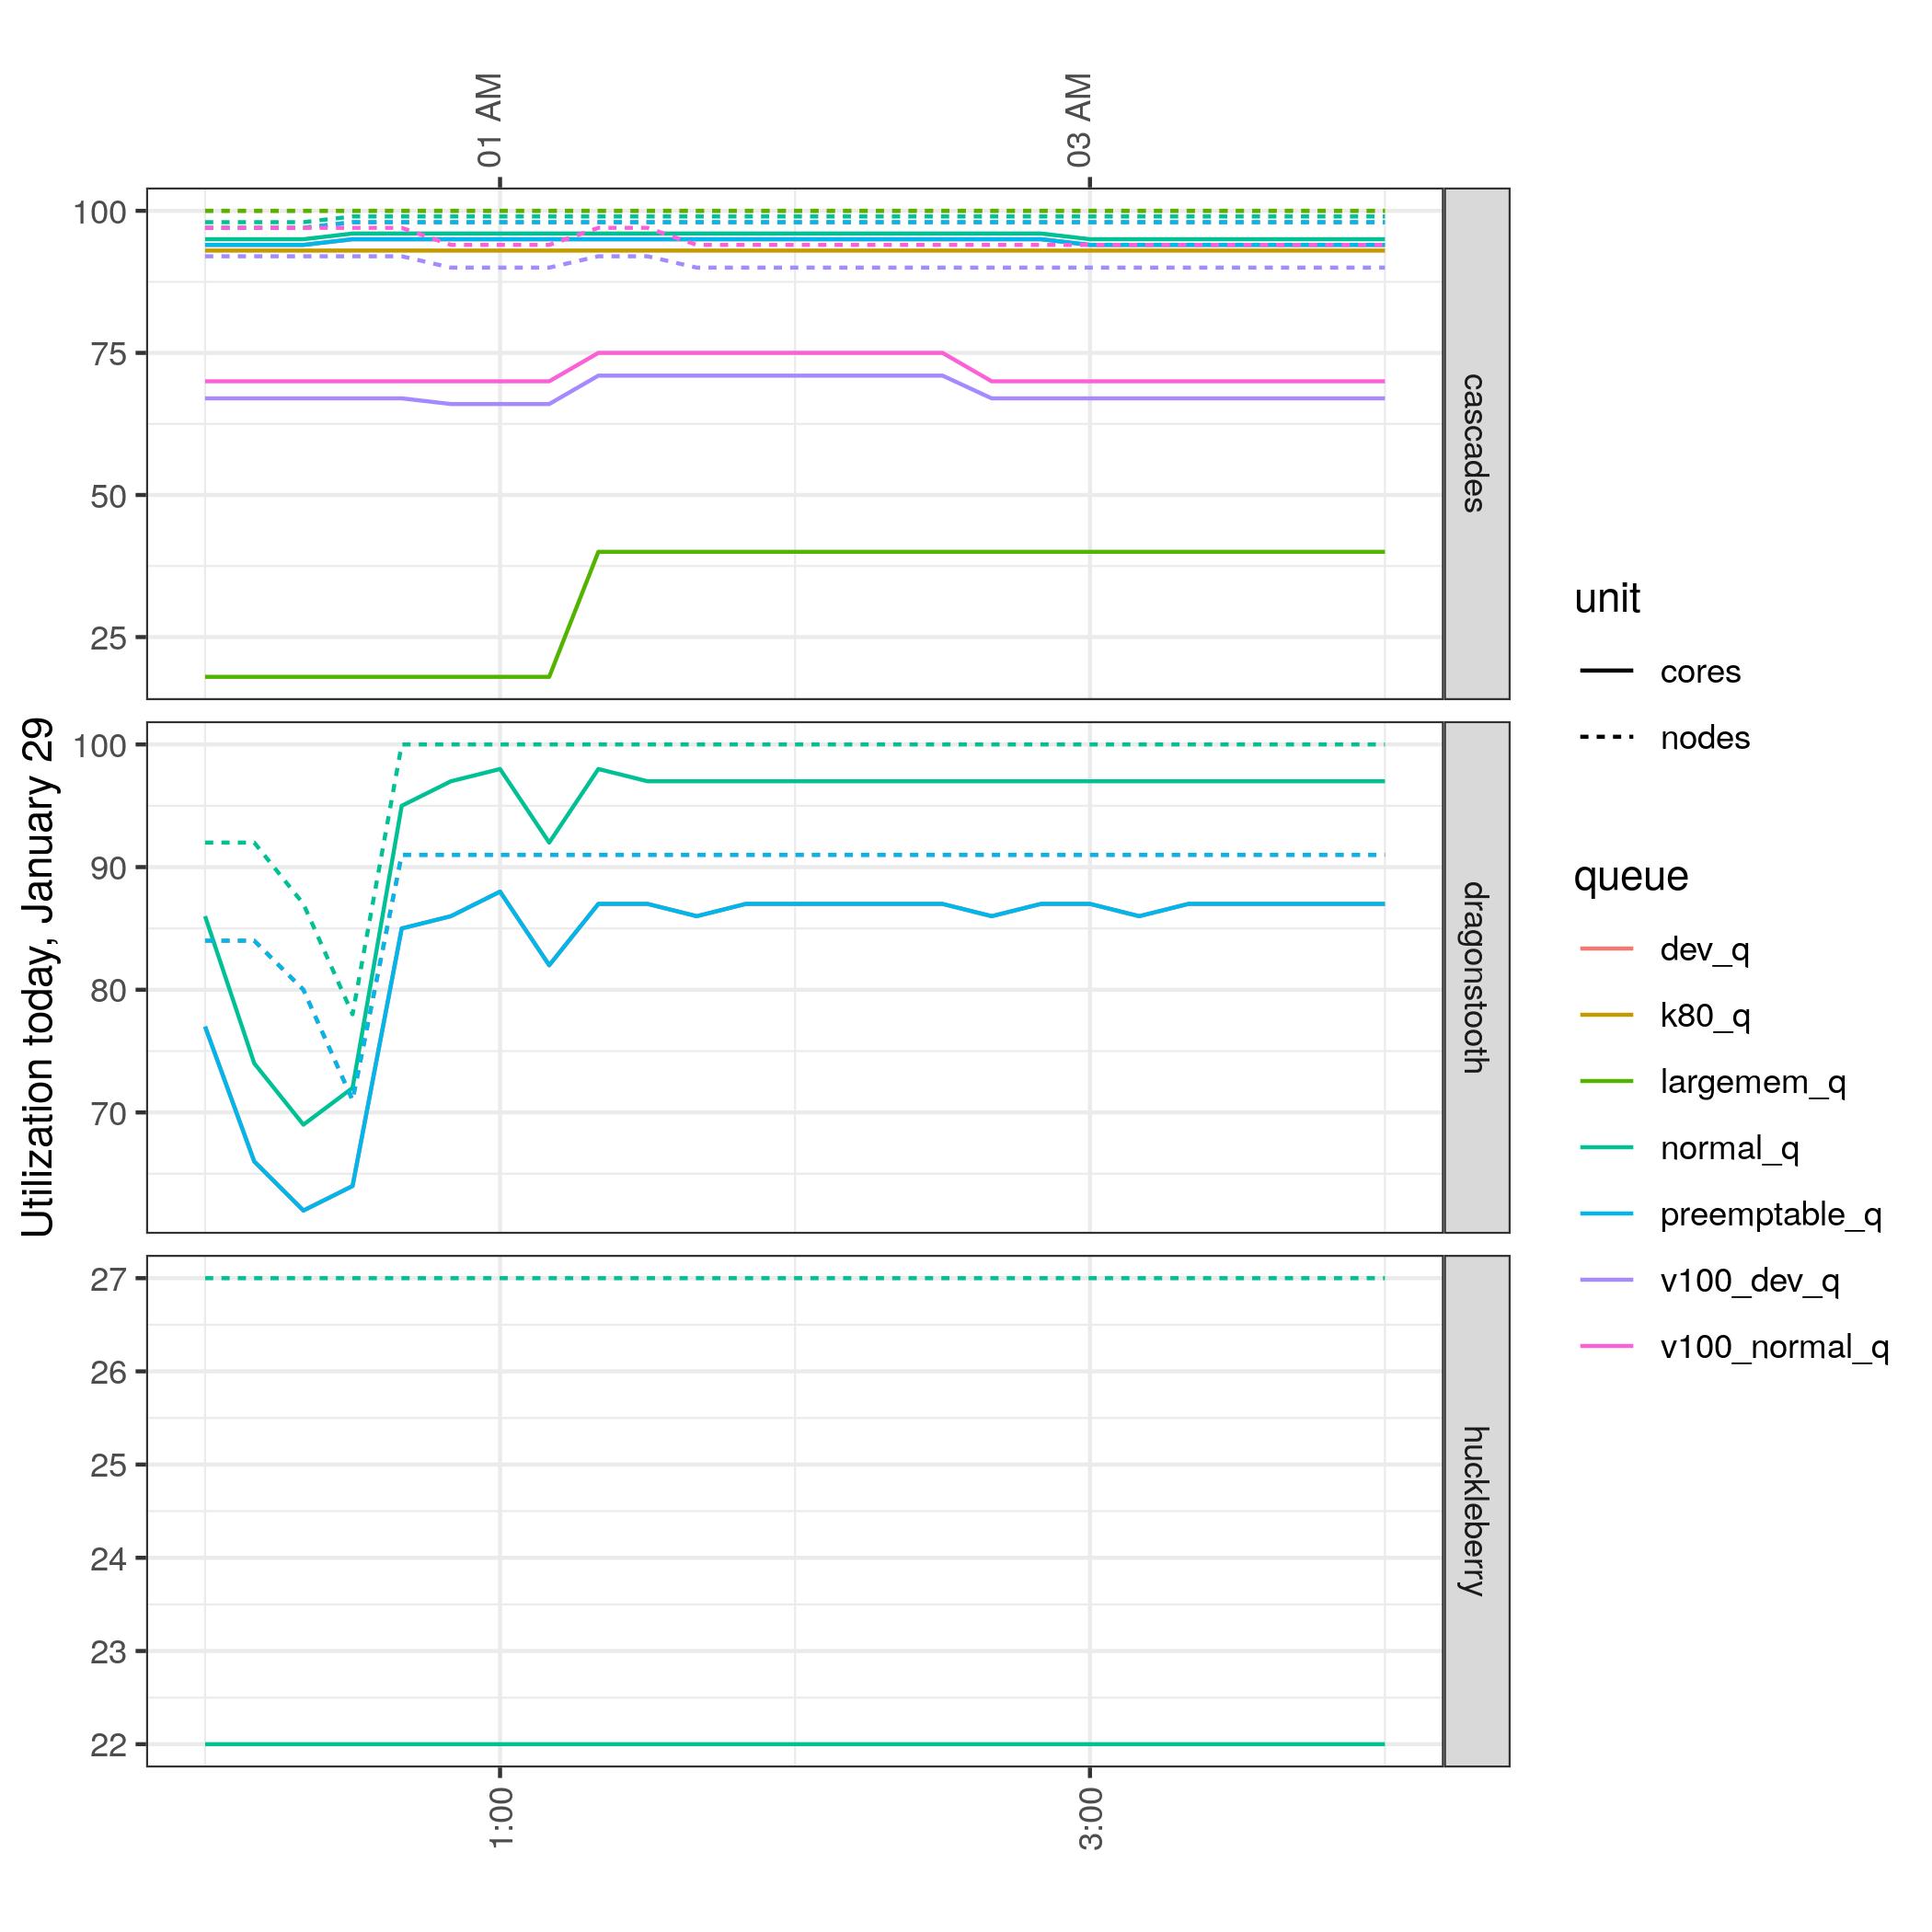 01 AM
03 AM
100
75
50
25
cascades
Utilization today, January 29
100
90
80
70
dragonstooth
27
26
25
24
23
22
huckleberry
1:00
3:00
unit
cores
nodes
queue
dev_q
k80_q
largemem_q
normal_q
preemptable_q
v100_dev_q
v100_normal_q